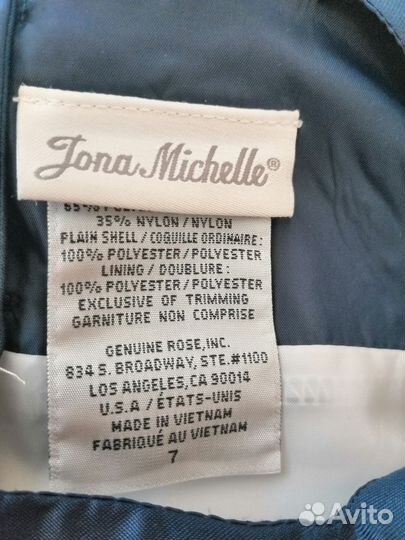 Jona Michelle®
35% NYLON/NYLON
PLAIN SHELL/COQUILLE ORDINAIRE:
100% POLYESTER/POLYESTER
LINING/DOUBLURE:
100% POLYESTER/POLYESTER
EXCLUSIVE OF TRIMMING
GARNITURE NON COMPRISE
GENUINE ROSE,INC.
834 S. BROADWAY, STE.#1100
LOS ANGELES,CA 90014
U.S.A/ÉTATS-UNIS
MADE IN VIETNAM
FABRIQUÉ AU VIETNAM
7
Avito